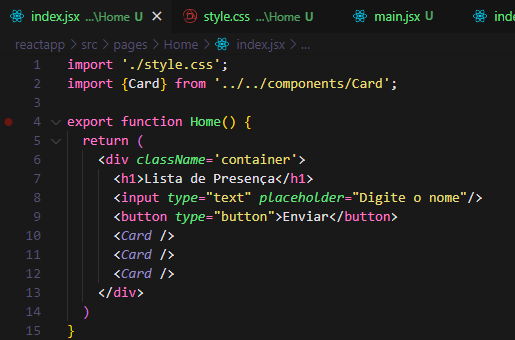 index.jsx ...\Home U × style.css ...\Home U main.jsx U inde
reactapp > src > pages > Home > index.jsx > ...
1 import './style.css';
2 import {Card} from '../../components/Card';
3
4 export function Home() {
5 return (
6 <div className='container'>
7 <h1>Lista de Presença</h1>
8 <input type="text" placeholder="Digite o nome"/>
9 <button type="button">Enviar</button>
10 <Card />
11 <Card />
12 <Card />
13 </div>
14 )
15 }